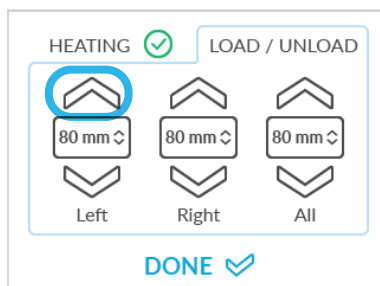 HEATING LOAD / UNLOAD
80 mm 80 mm 80 mm
Left Right All
DONE